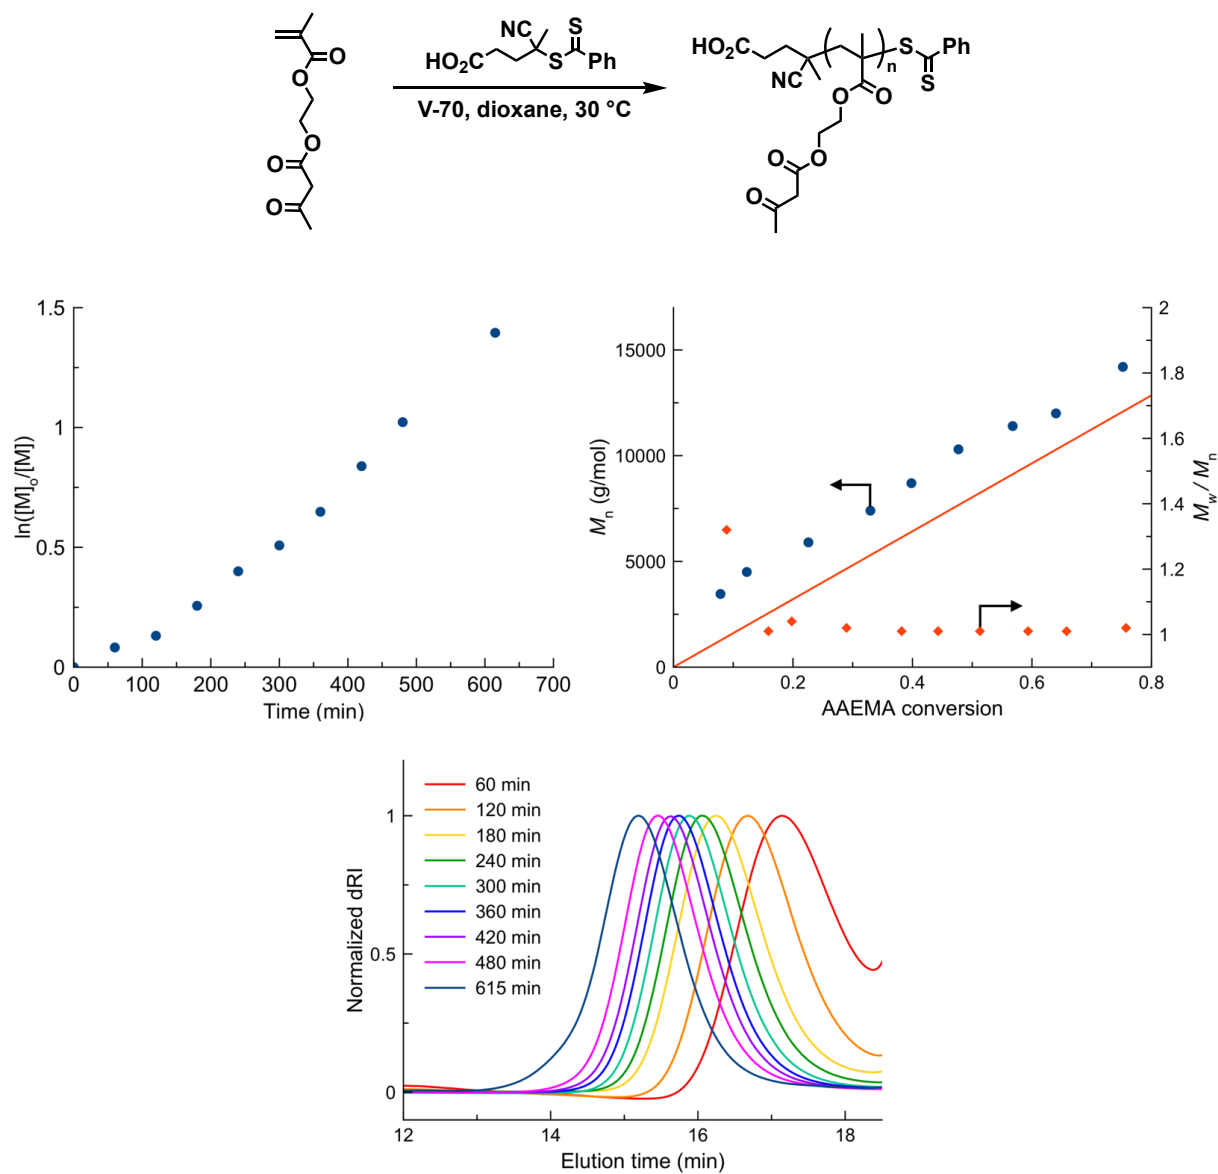 NC
S
HO2C
S
Ph
V-70, dioxane, 30 °C
O
O
O
O
O
HO2C
NC
n
S
Ph
S
O
O
O
O
O
1.5
1
0.5
0
0 100 200 300 400 500 600 700
ln([M]o/[M])
Time (min)
15000
10000
5000
0
0 0.2 0.4 0.6 0.8
Mn (g/mol)
AAEMA conversion
2
1.8
1.6
1.4
1.2
1
Mw / Mn
60 min
120 min
180 min
240 min
300 min
360 min
420 min
480 min
615 min
1
0.5
0
12 14 16 18
Normalized dRI
Elution time (min)